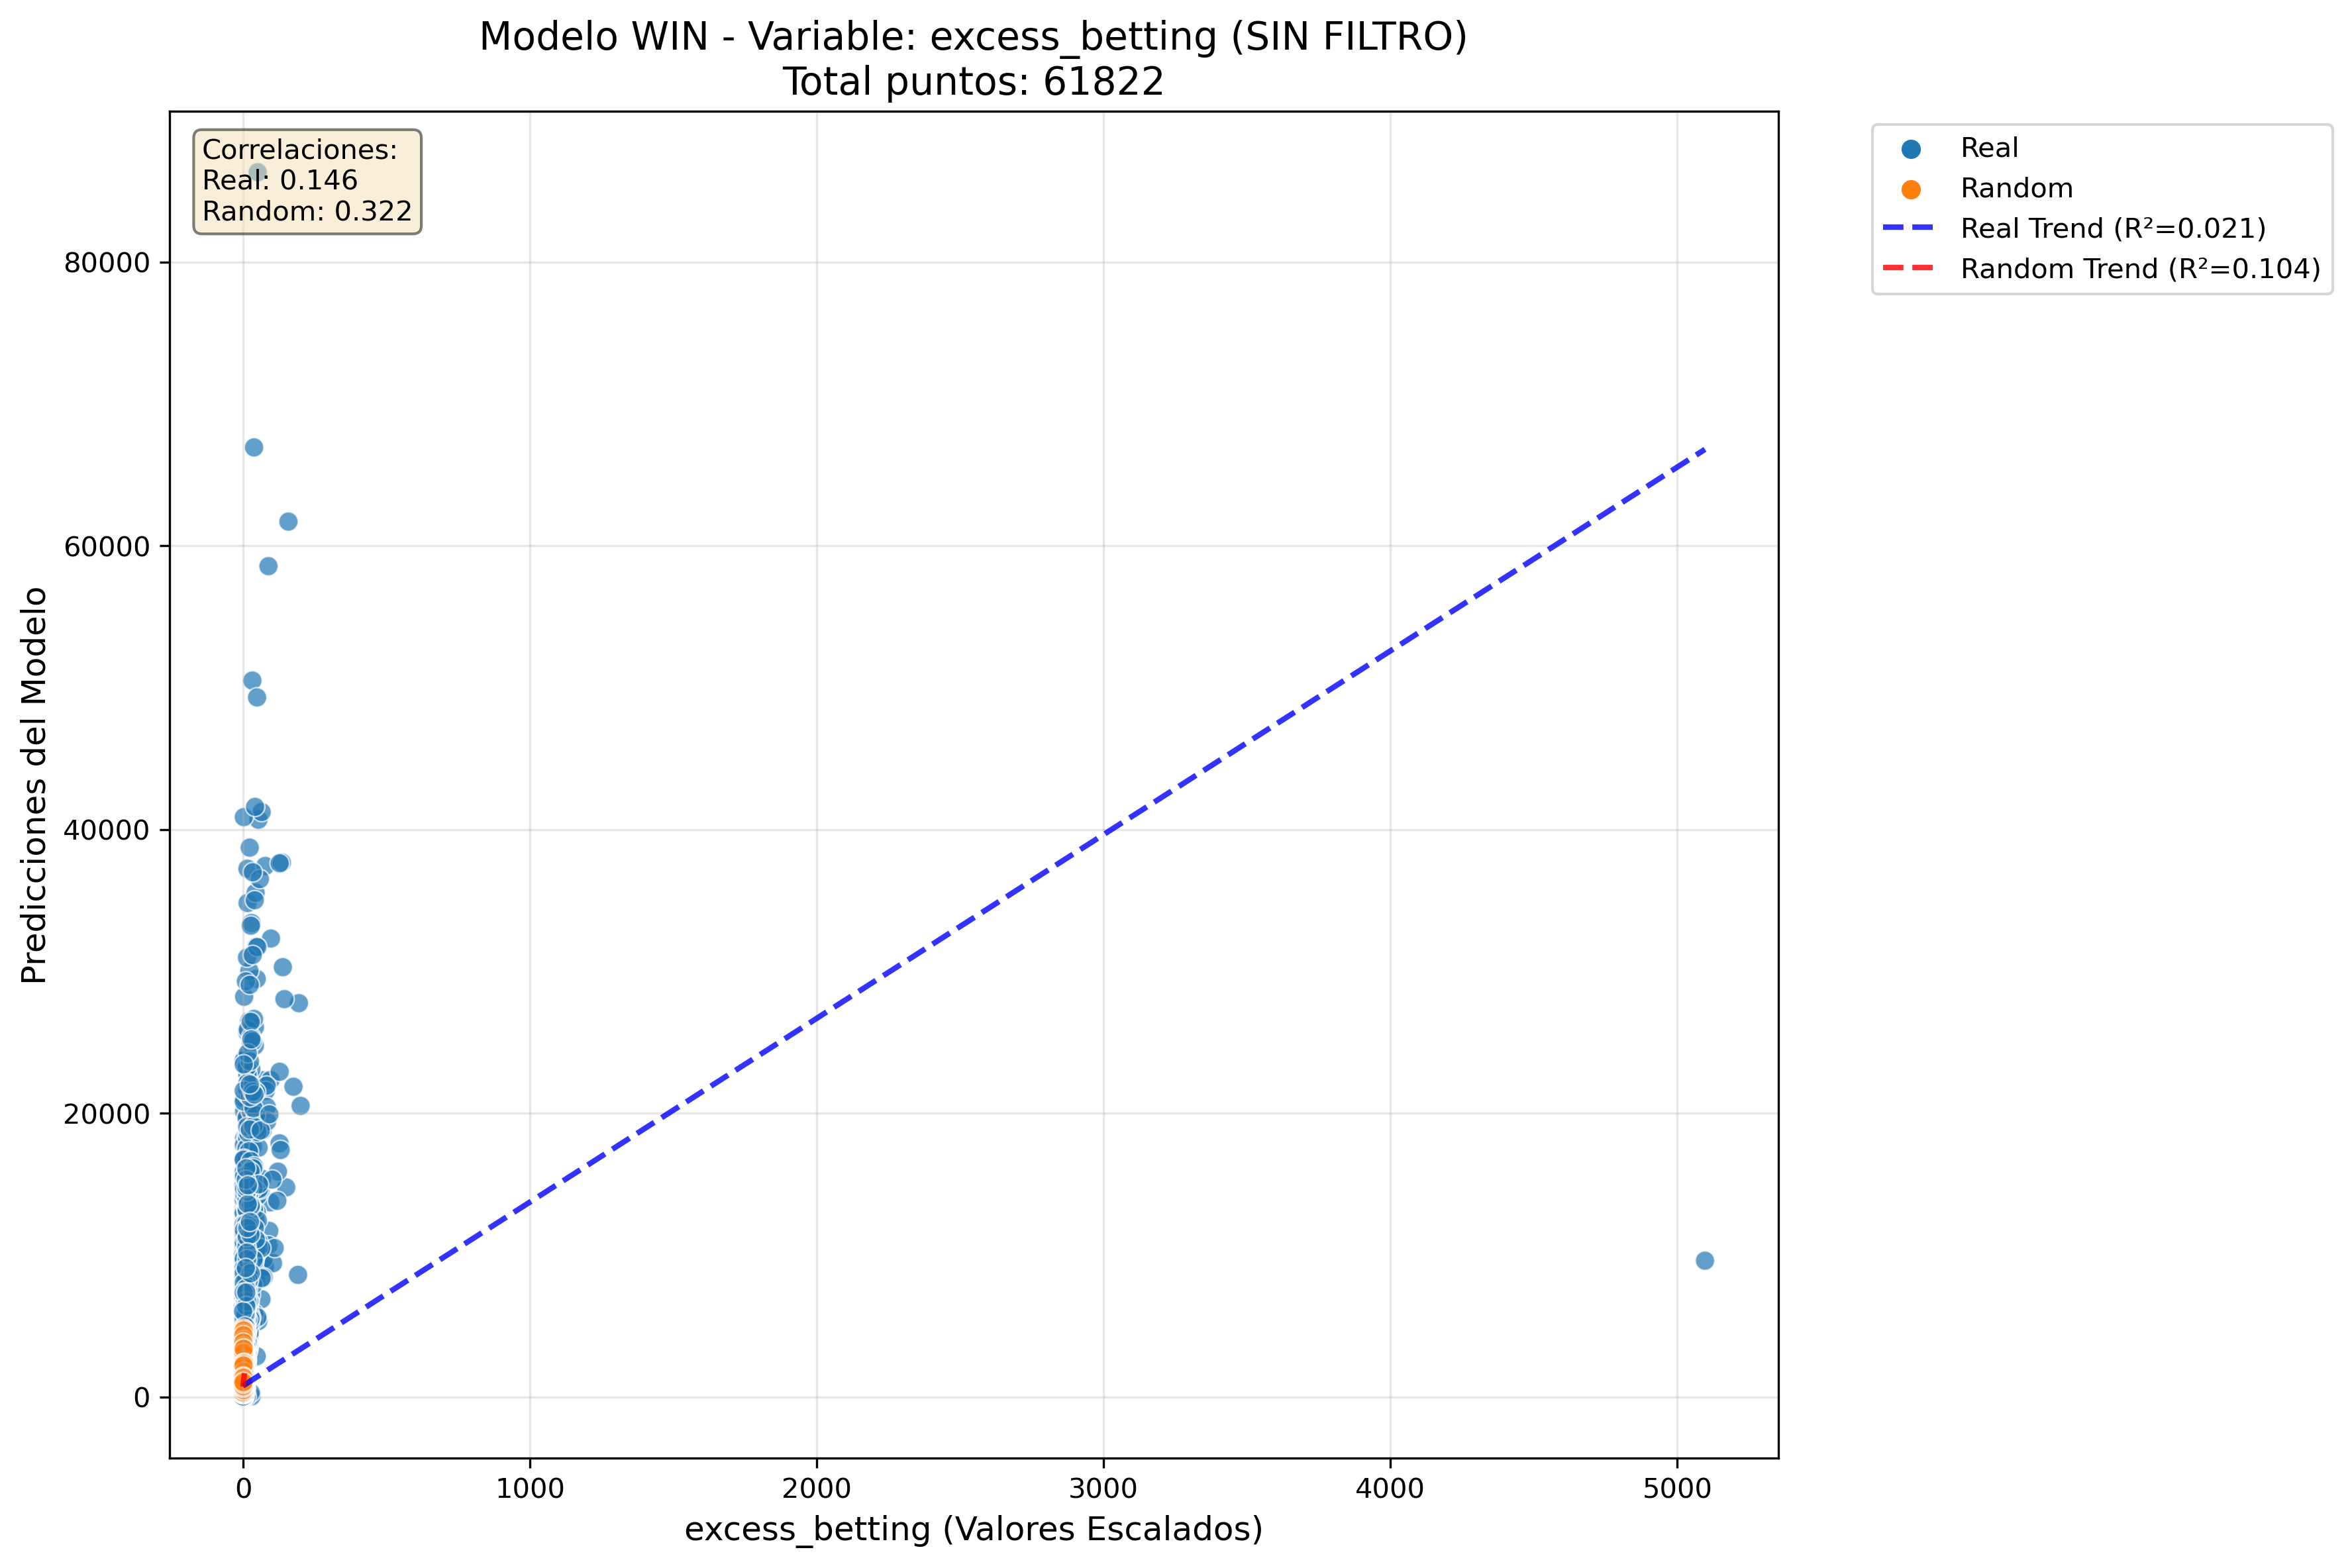 Modelo WIN - Variable: excess_betting (SIN FILTRO)
Total puntos: 61822
Correlaciones:
Real: 0.146
Random: 0.322
Real
Random
Real Trend (R²=0.021)
Random Trend (R²=0.104)
Predicciones del Modelo
80000
60000
40000
20000
0
0
1000
2000
3000
4000
5000
excess_betting (Valores Escalados)